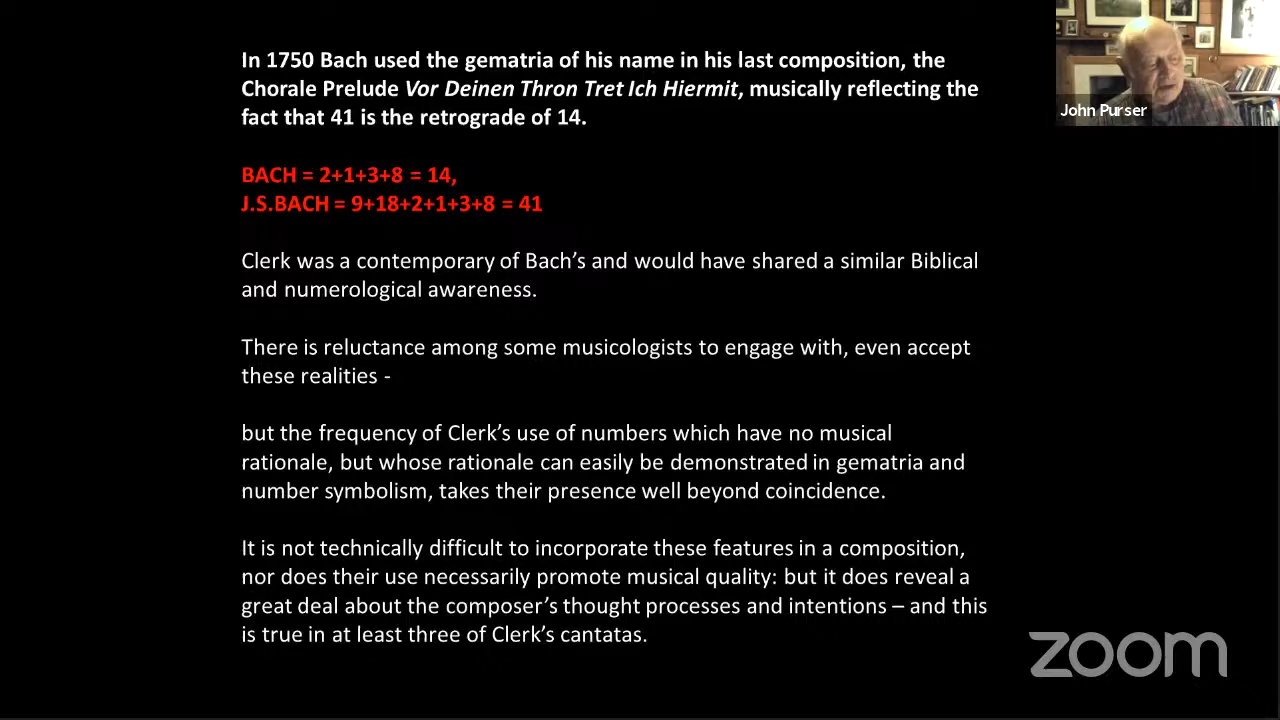 In 1750 Bach used the gematria of his name in his last composition, the
Chorale Prelude Vor Deinen Thron Tret Ich Hiermit, musically reflecting the
fact that 41 is the retrograde of 14.
BACH = 2+1+3+8 = 14,
J.S.BACH = 9+18+2+1+3+8 = 41
Clerk was a contemporary of Bach’s and would have shared a similar Biblical
and numerological awareness.
There is reluctance among some musicologists to engage with, even accept
these realities -
but the frequency of Clerk’s use of numbers which have no musical
rationale, but whose rationale can easily be demonstrated in gematria and
number symbolism, takes their presence well beyond coincidence.
It is not technically difficult to incorporate these features in a composition,
nor does their use necessarily promote musical quality: but it does reveal a
great deal about the composer’s thought processes and intentions – and this
is true in at least three of Clerk’s cantatas.
John Purser
zoom